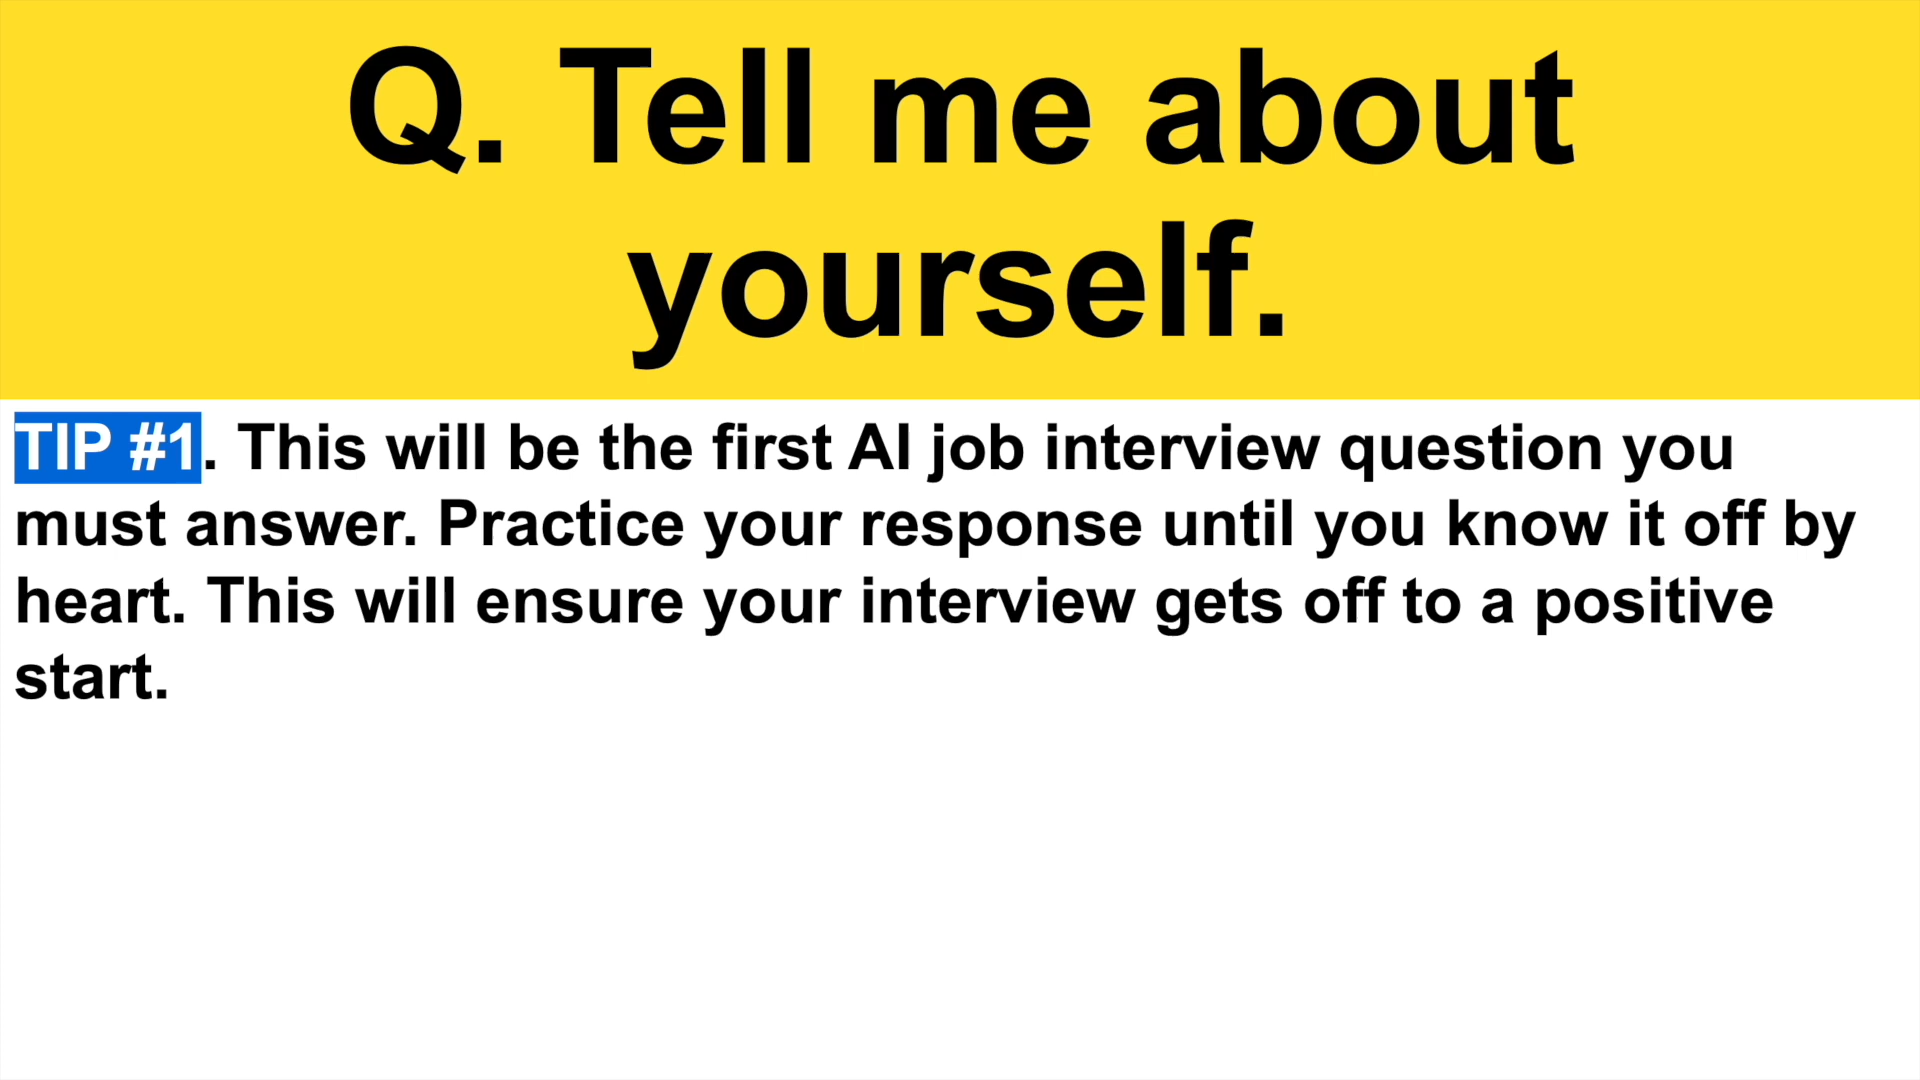 Q. Tell me about
yourself.
TIP #1. This will be the first AI job interview question you
must answer. Practice your response until you know it off by
heart. This will ensure your interview gets off to a positive
start.